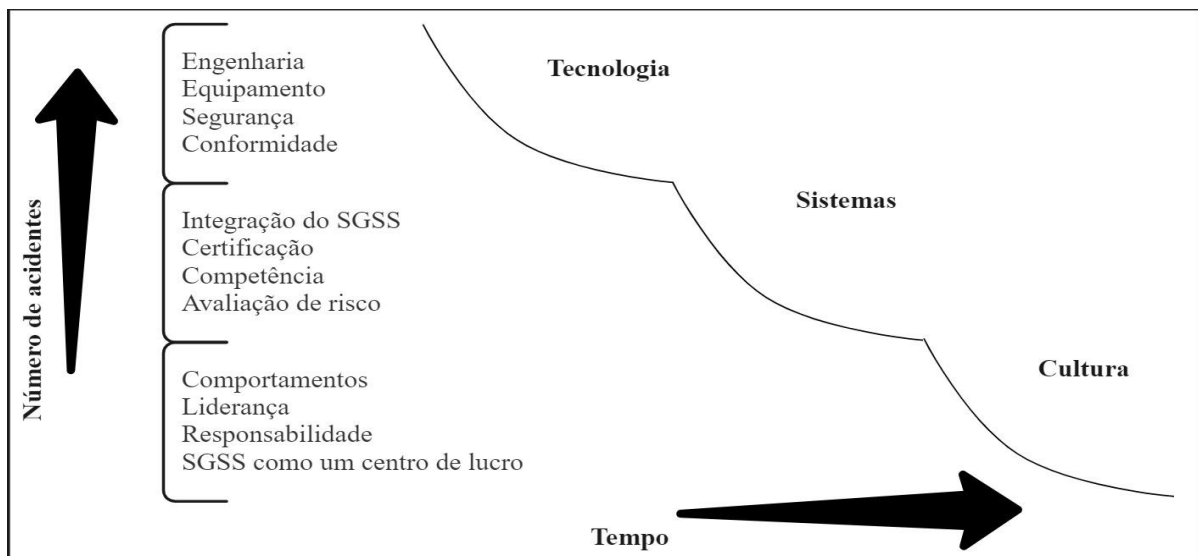 Engenharia
Equipamento
Segurança
Conformidade
Tecnologia
Integração do SGSS
Certificação
Competência
Avaliação de risco
Sistemas
Comportamentos
Liderança
Responsabilidade
SGSS como um centro de lucro
Cultura
Número de acidentes
Tempo